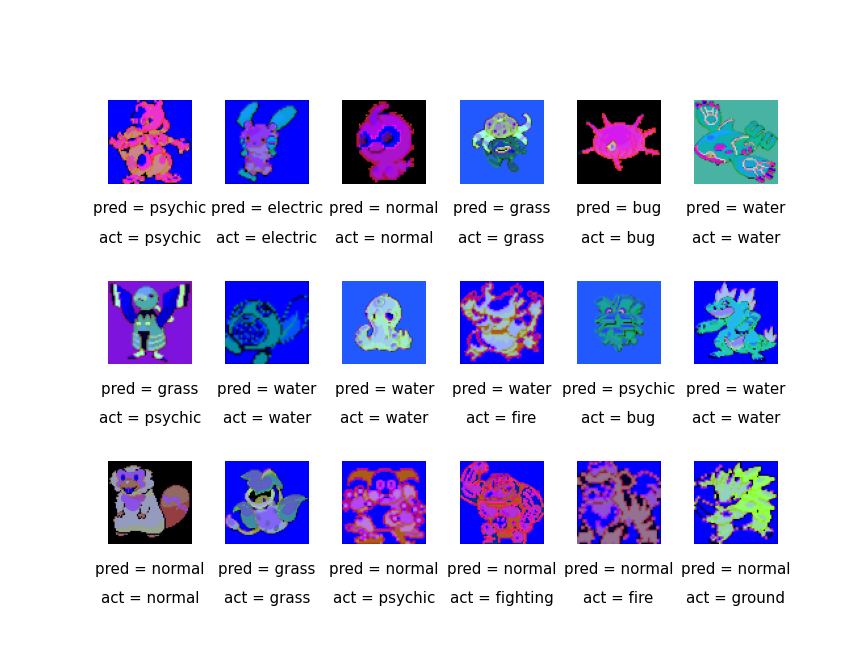 pred = psychic pred = electric pred = normal pred = grass pred = bug pred = water
act = psychic act = electric act = normal act = grass act = bug act = water
pred = grass pred = water pred = water pred = water pred = psychic pred = water
act = psychic act = water act = water act = fire act = bug act = water
pred = normal pred = grass pred = normal pred = normal pred = normal pred = normal
act = normal act = grass act = psychic act = fighting act = fire act = ground